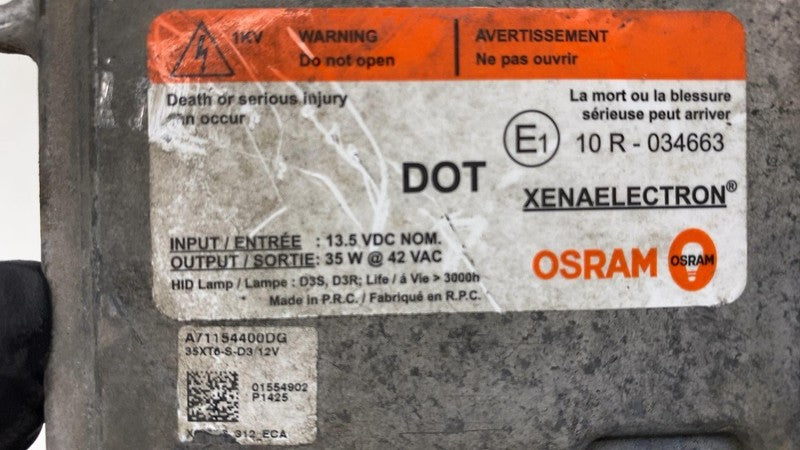 1KV WARNING AVERTISSEMENT
Do not open Ne pas ouvrir
Death or serious injury
can occur
La mort ou la blessure
sérieuse peut arriver
E1 10 R - 034663
DOT
XENAELECTRON®
INPUT / ENTRÉE : 13.5 VDC NOM.
OUTPUT / SORTIE: 35 W @ 42 VAC
HID Lamp / Lampe : D3S, D3R; Life / á Vie > 3000h
Made in P.R.C. / Fabriqué en R.P.C.
OSRAM OSRAM
A71154400DG
35XT6-S-D3/12V
01554902
P1425
312_ECA